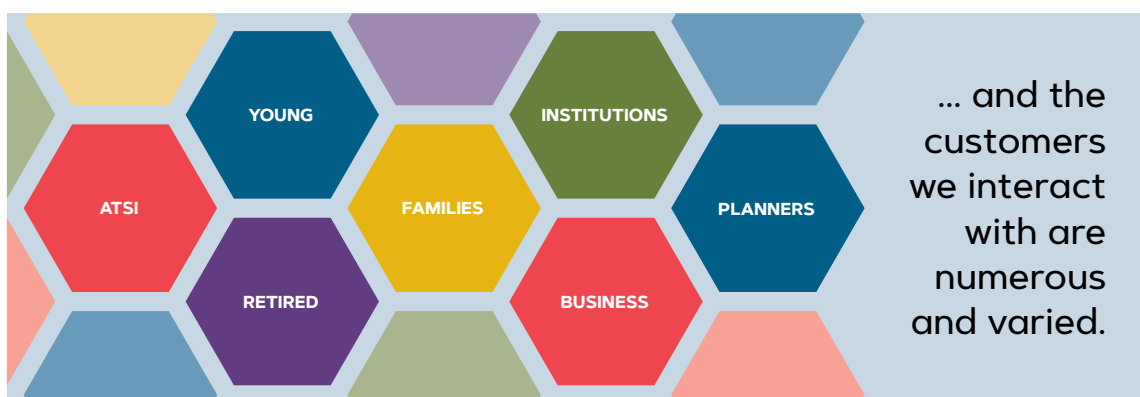 YOUNG
INSTITUTIONS
ATSI
FAMILIES
PLANNERS
RETIRED
BUSINESS
... and the
customers
we interact
with are
numerous
and varied.